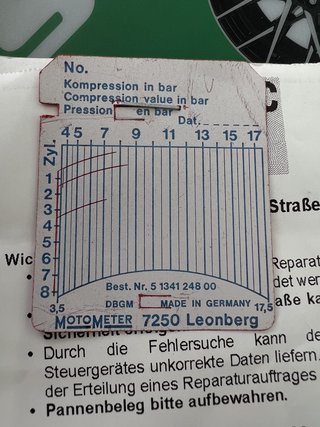 No.
Kompression in bar
Compression value in bar
Pression en bar
Dat.
4 5 7 9 11 13 15 17
Zyl.
1
2
3
4
5
6
7
8
Best. Nr. 5 1341 248 00
DBGM MADE IN GERMANY
3,5 17,5
MOTOMETER 7250 Leonberg
C
Straße
Wic
Reparat
det wer
aße ka
Sicherheit
• Durch die Fehlersuche kann de
Steuergerätes unkorrekte Daten liefern.
der Erteilung eines Reparaturauftrages
• Pannenbeleg bitte aufbewahren.